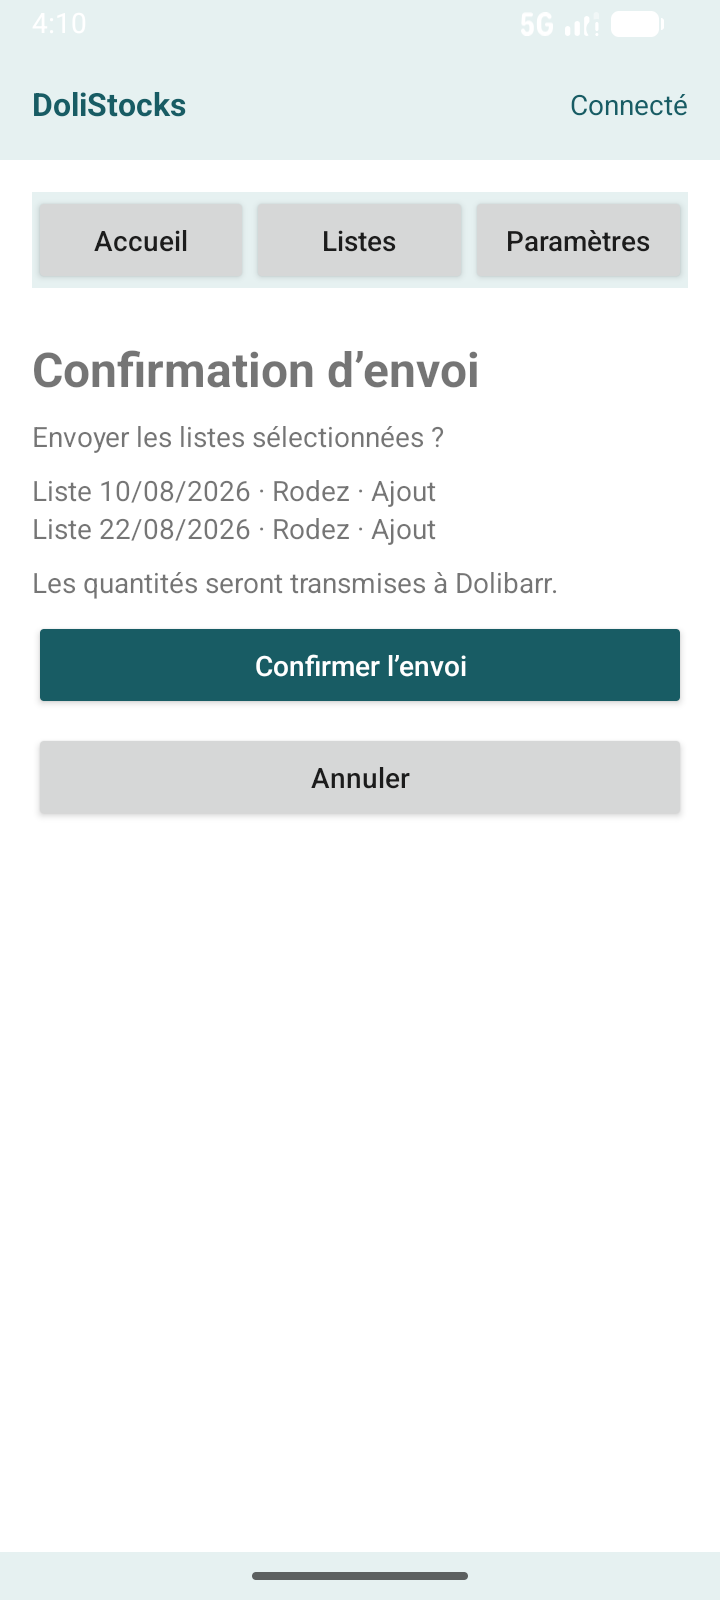 4:10
5G
DoliStocks
Connecté
Accueil
Listes
Paramètres
Confirmation d’envoi
Envoyer les listes sélectionnées ?
Liste 10/08/2026 · Rodez · Ajout
Liste 22/08/2026 · Rodez · Ajout
Les quantités seront transmises à Dolibarr.
Confirmer l’envoi
Annuler